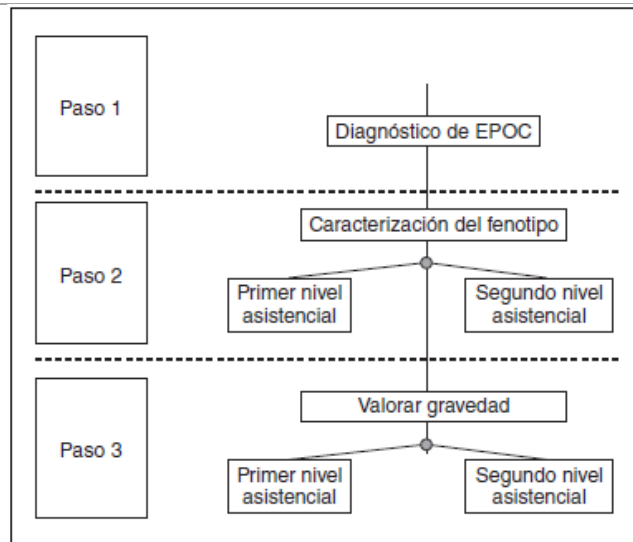 Paso 1
Diagnóstico de EPOC
Caracterización del fenotipo
Paso 2
Primer nivel
asistencial
Segundo nivel
asistencial
Valorar gravedad
Paso 3
Primer nivel
asistencial
Segundo nivel
asistencial